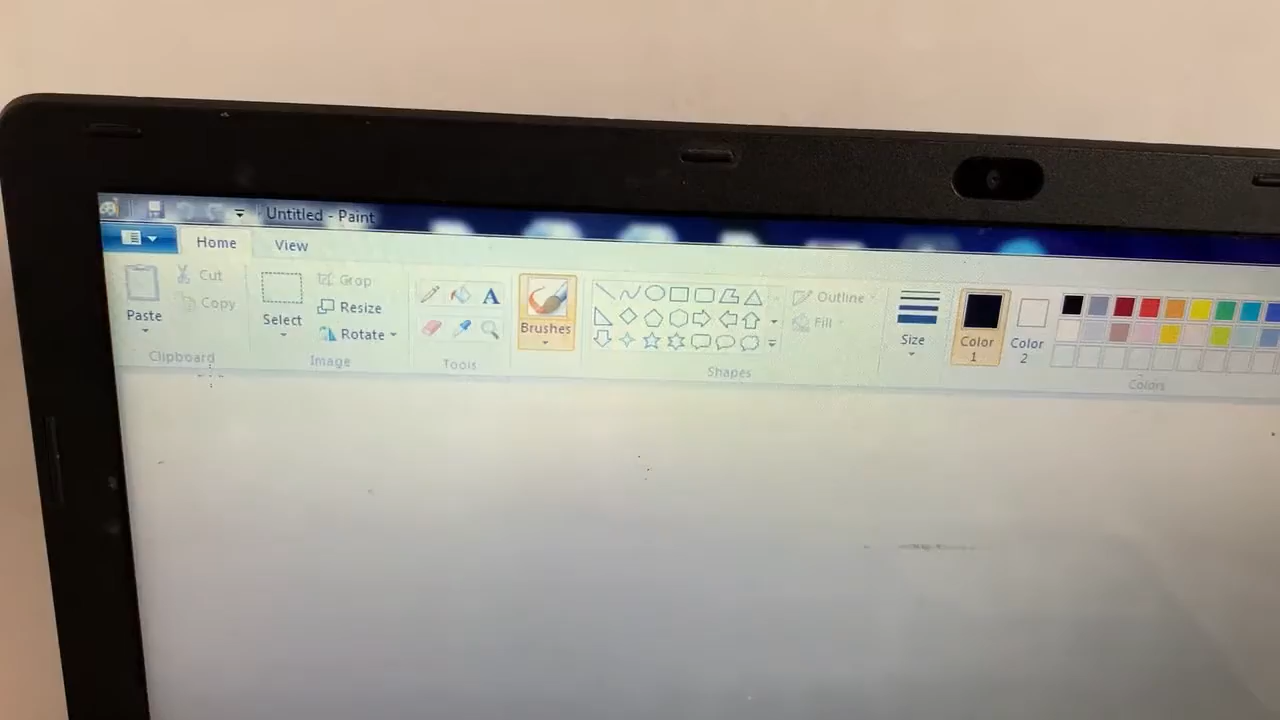 Untitled - Paint
Home View
Paste
Cut
Copy
Clipboard
Select
Crop
Resize
Rotate
Image
A
Tools
Brushes
Shapes
Outline
Fill
Size
Color 1
Color 2
Colors